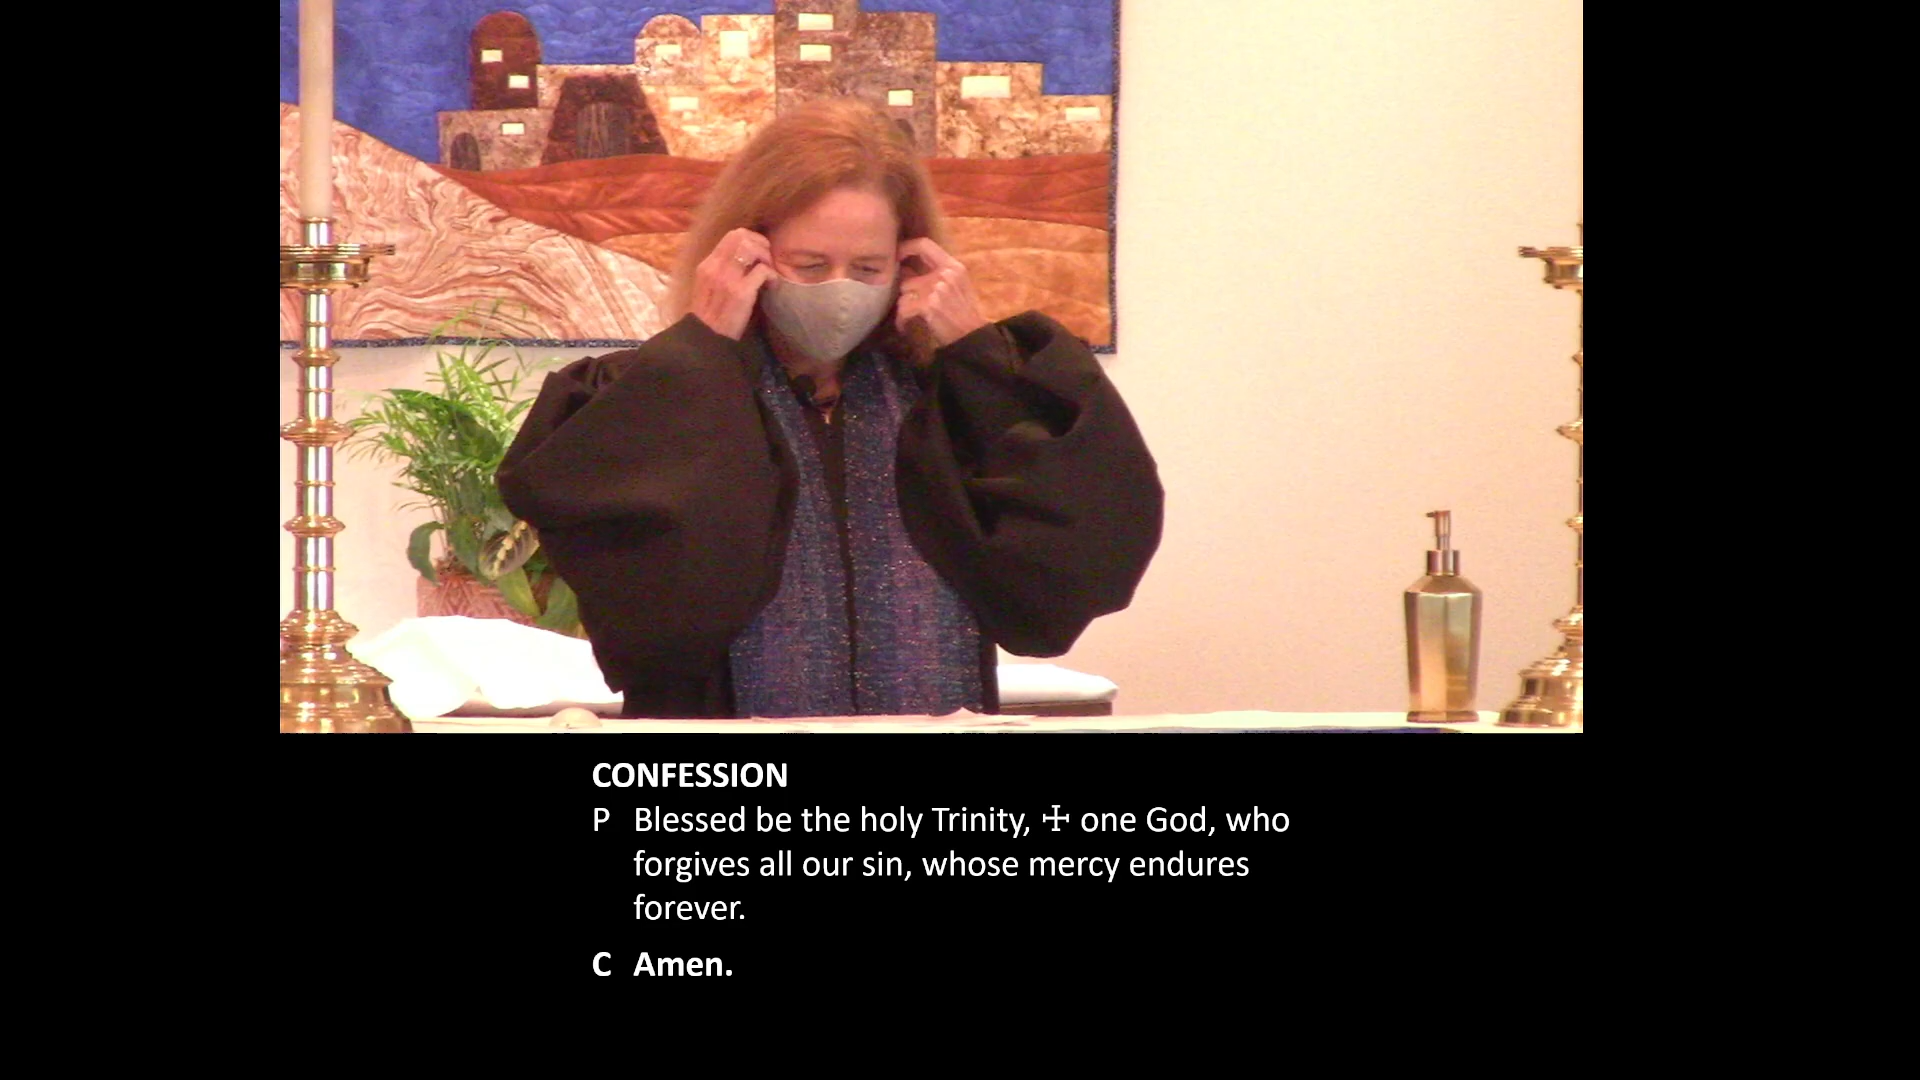 CONFESSION
P Blessed be the holy Trinity, ☩ one God, who
forgives all our sin, whose mercy endures
forever.
C Amen.